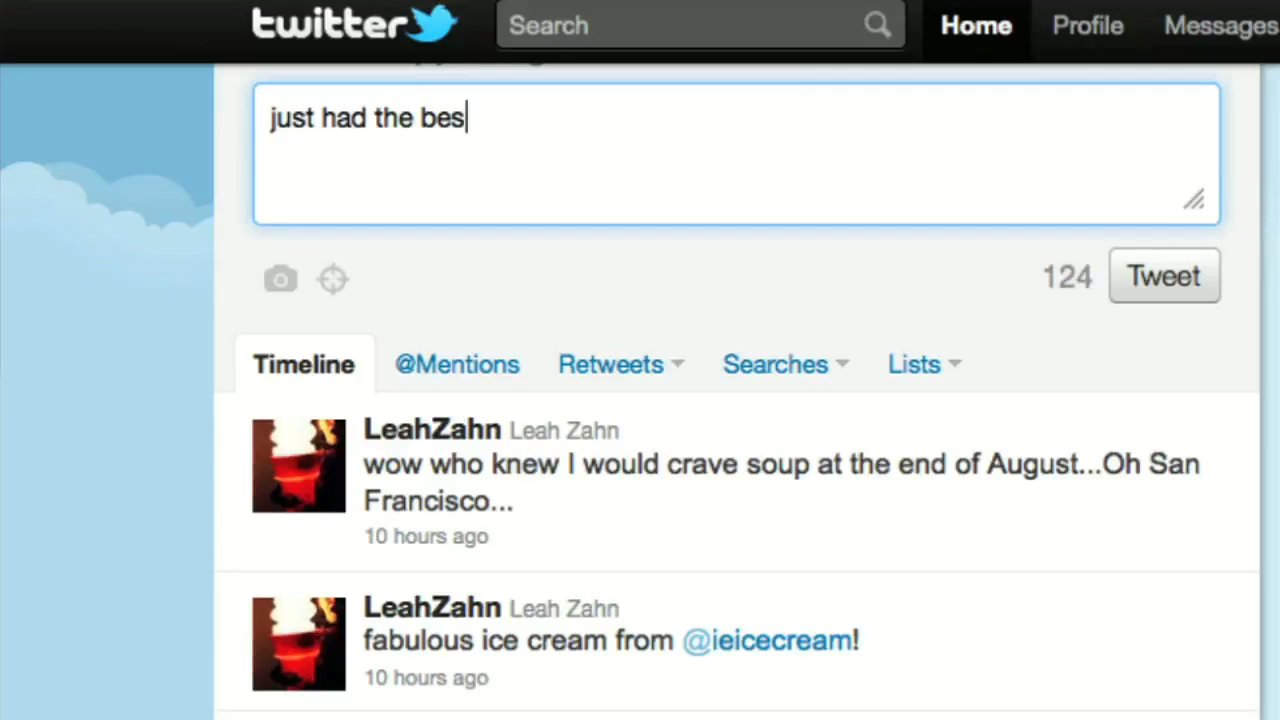 twitter Search Home Profile Messages
just had the bes
124 Tweet
Timeline @Mentions Retweets Searches Lists
LeahZahn Leah Zahn
wow who knew I would crave soup at the end of August...Oh San
Francisco...
10 hours ago
LeahZahn Leah Zahn
fabulous ice cream from @ieicecream!
10 hours ago